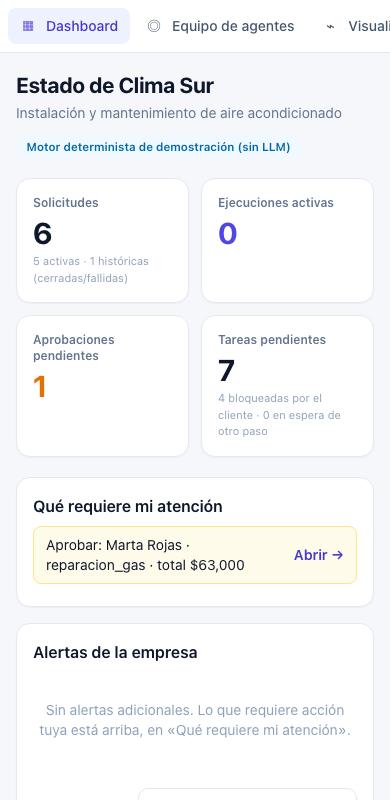 Dashboard
Equipo de agentes
Visuali
Estado de Clima Sur
Instalación y mantenimiento de aire acondicionado
Motor determinista de demostración (sin LLM)
Solicitudes
6
5 activas · 1 históricas
(cerradas/fallidas)
Ejecuciones activas
0
Aprobaciones
pendientes
1
Tareas pendientes
7
4 bloqueadas por el
cliente · 0 en espera de
otro paso
Qué requiere mi atención
Aprobar: Marta Rojas ·
reparacion_gas · total $63,000
Abrir →
Alertas de la empresa
Sin alertas adicionales. Lo que requiere acción
tuya está arriba, en «Qué requiere mi atención».